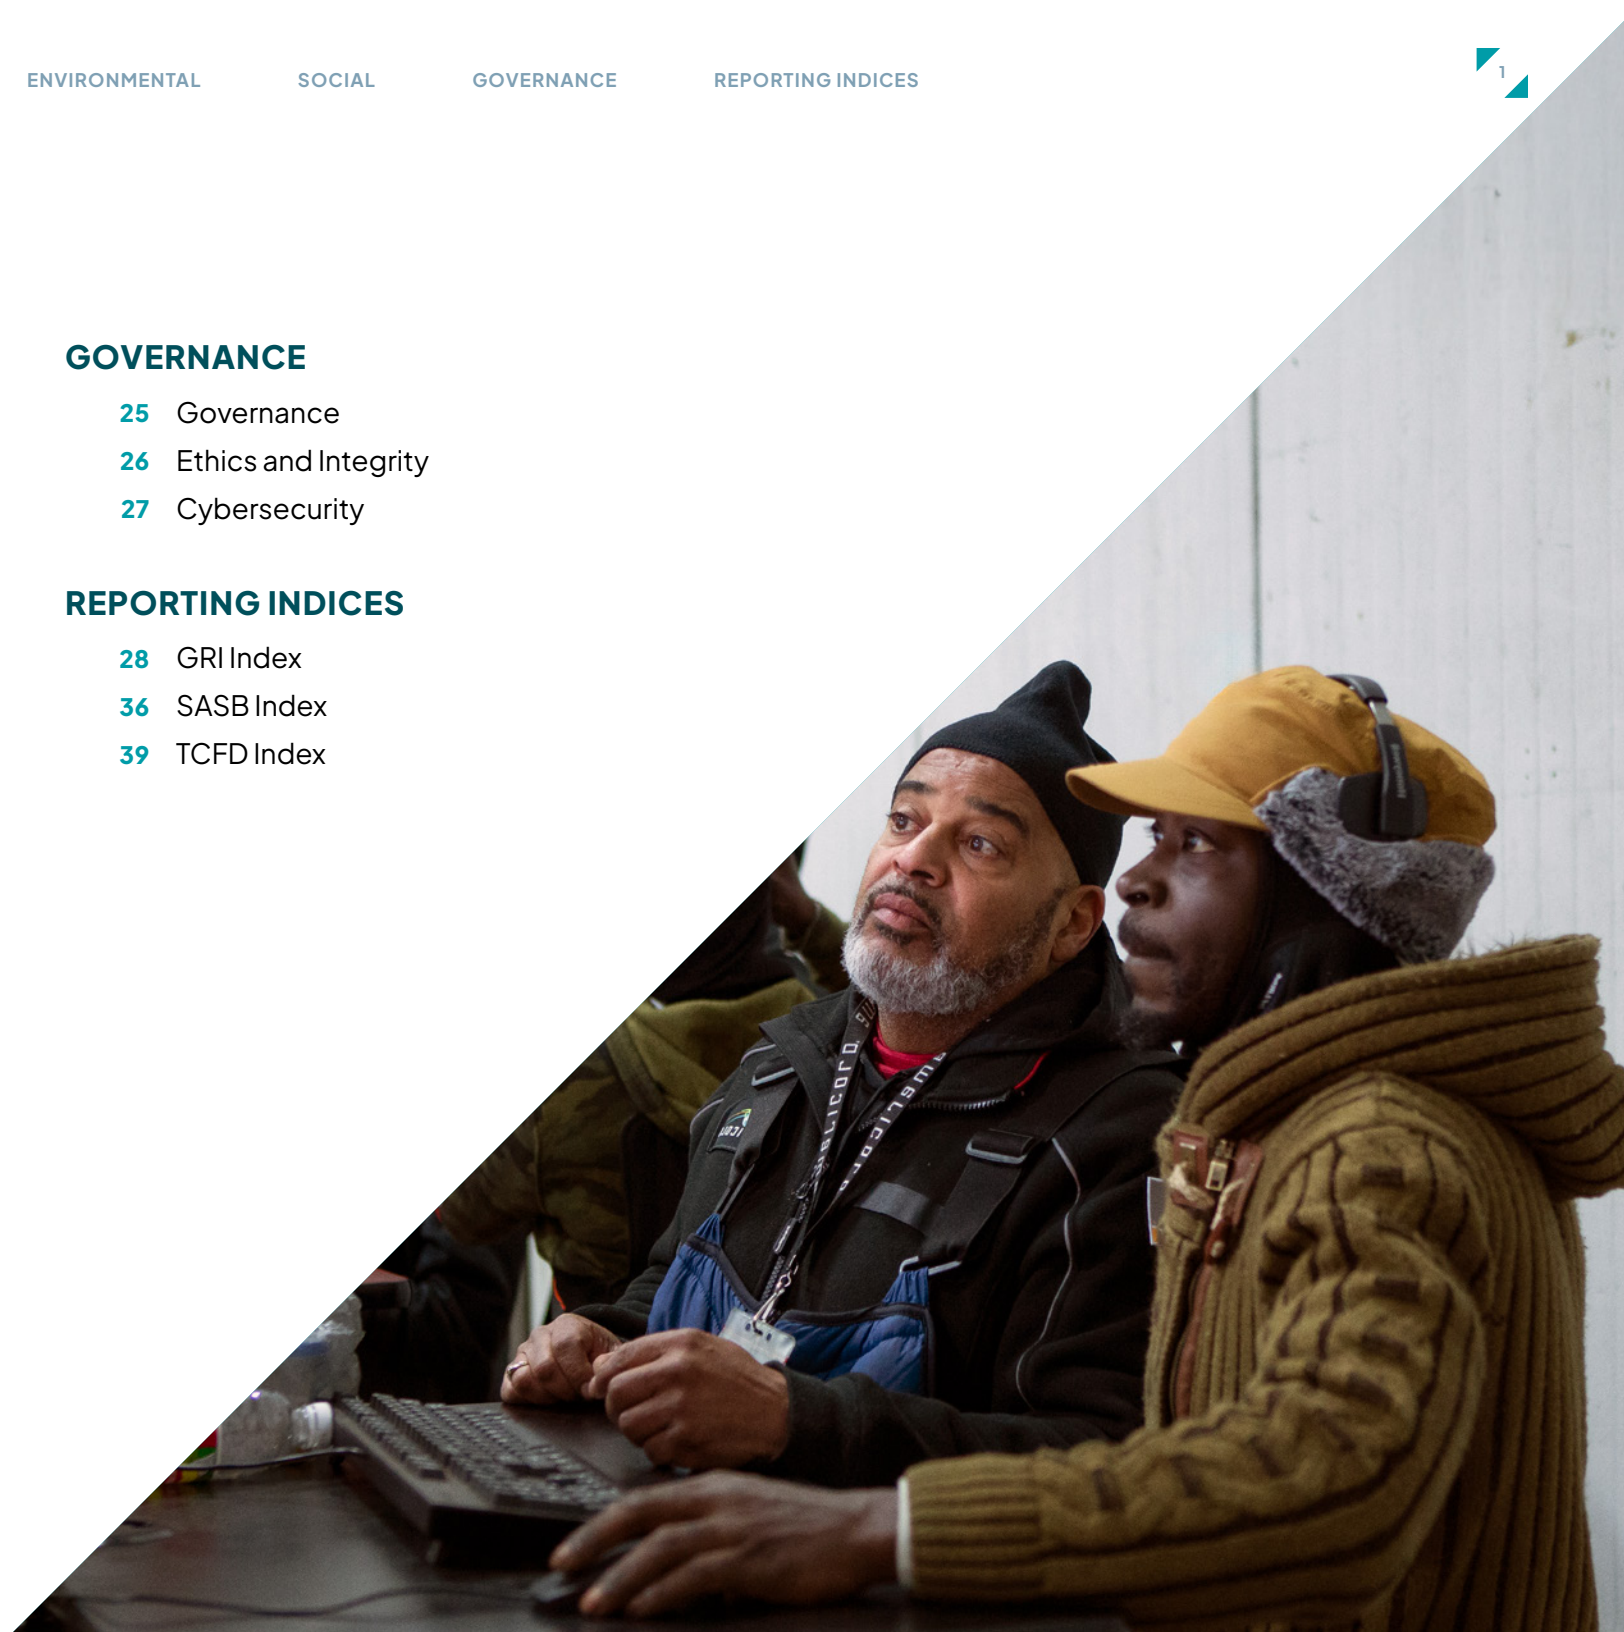 ENVIRONMENTAL SOCIAL GOVERNANCE REPORTING INDICES
1
GOVERNANCE
25 Governance
26 Ethics and Integrity
27 Cybersecurity
REPORTING INDICES
28 GRI Index
36 SASB Index
39 TCFD Index